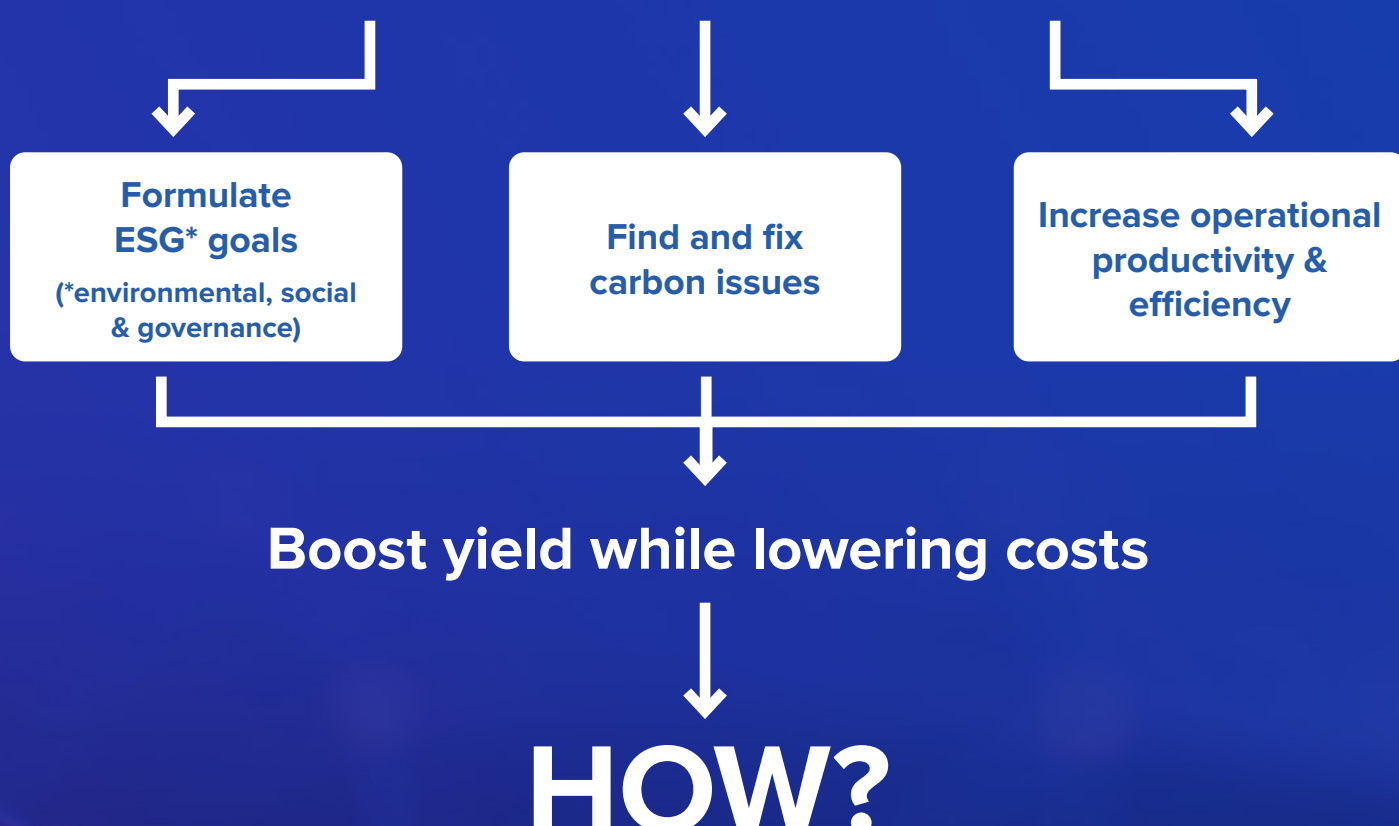 Formulate
ESG* goals
(*environmental, social
& governance)
Find and fix
carbon issues
Increase operational
productivity &
efficiency
Boost yield while lowering costs
HOW?